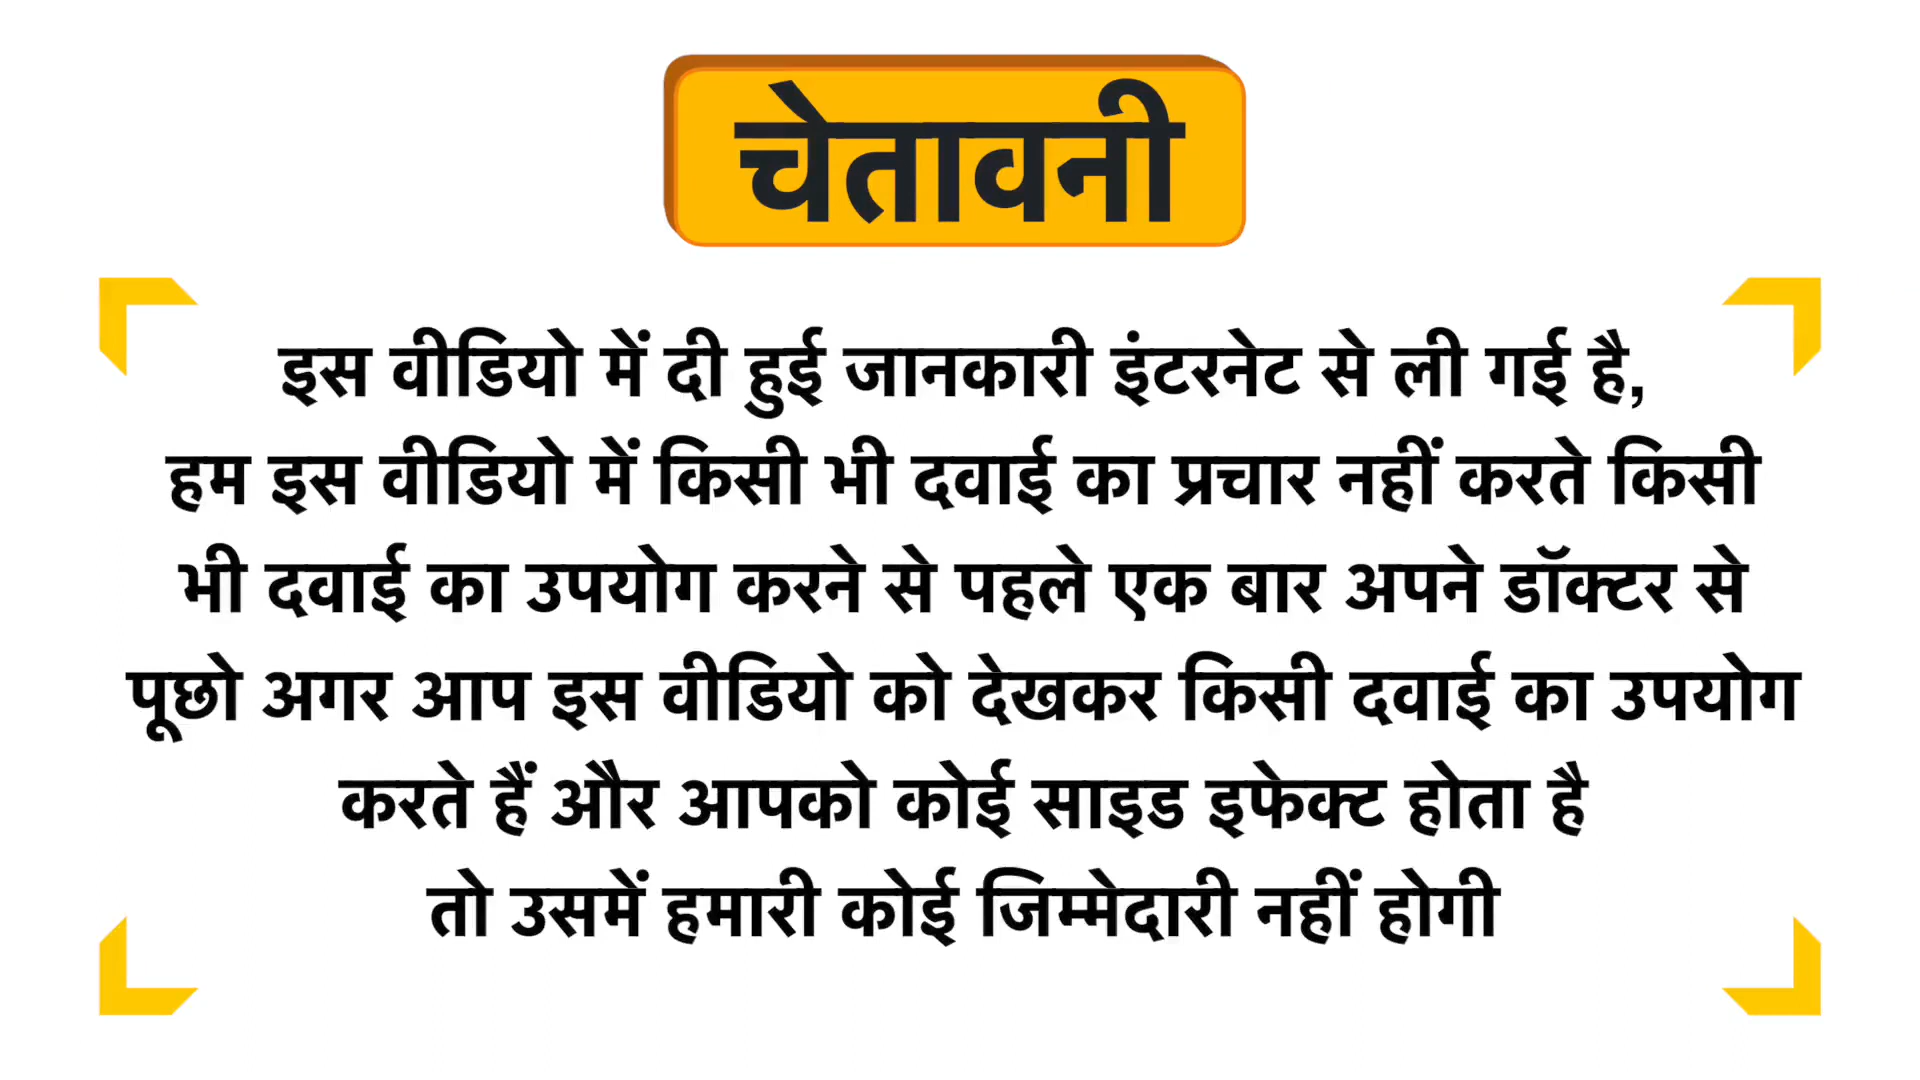 चेतावनी
इस वीडियो में दी हुई जानकारी इंटरनेट से ली गई है,
हम इस वीडियो में किसी भी दवाई का प्रचार नहीं करते किसी
भी दवाई का उपयोग करने से पहले एक बार अपने डॉक्टर से
पूछो अगर आप इस वीडियो को देखकर किसी दवाई का उपयोग
करते हैं और आपको कोई साइड इफेक्ट होता है
तो उसमें हमारी कोई जिम्मेदारी नहीं होगी